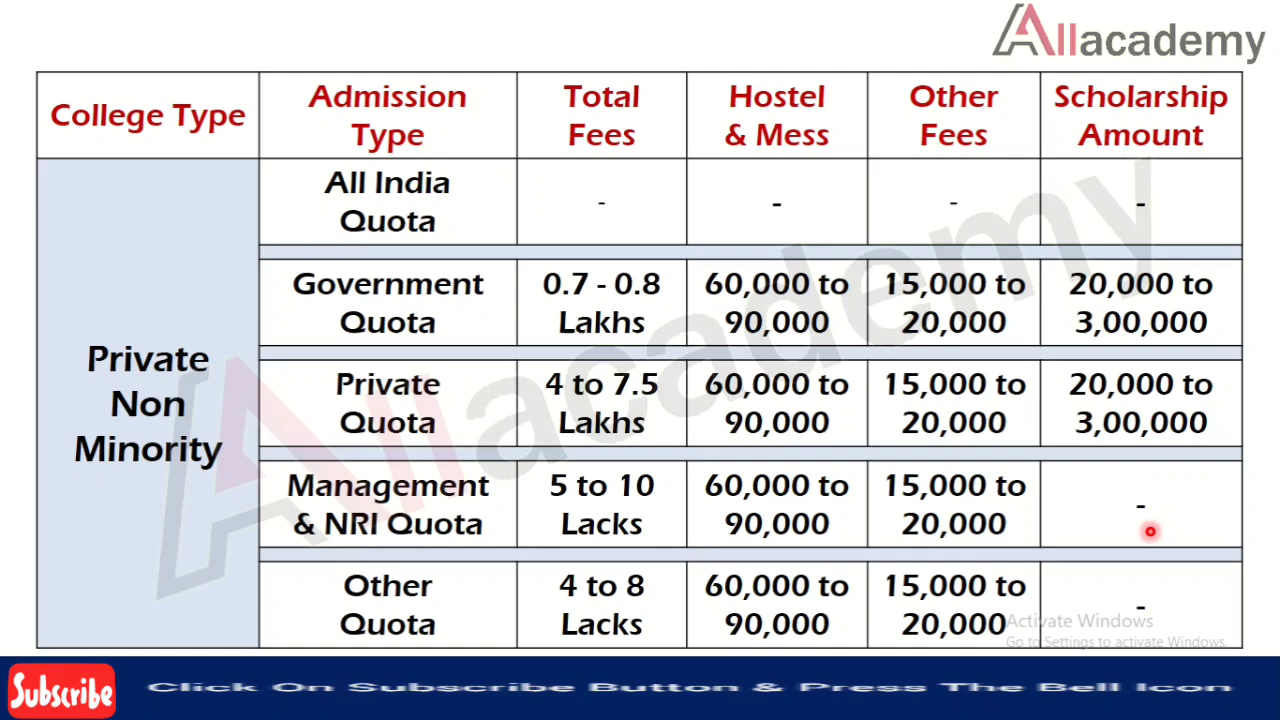 Allacademy
College Type
Admission
Type
Total
Fees
Hostel
& Mess
Other
Fees
Scholarship
Amount
Private
Non
Minority
All India
Quota
-
-
-
-
Government
Quota
0.7 - 0.8
Lakhs
60,000 to
90,000
15,000 to
20,000
20,000 to
3,00,000
Private
Quota
4 to 7.5
Lakhs
60,000 to
90,000
15,000 to
20,000
20,000 to
3,00,000
Management
& NRI Quota
5 to 10
Lacks
60,000 to
90,000
15,000 to
20,000
-
Other
Quota
4 to 8
Lacks
60,000 to
90,000
15,000 to
20,000
-
Allacademy
Activate Windows
Go to Settings to activate Windows.
Subscribe
Click On Subscribe Button & Press The Bell Icon